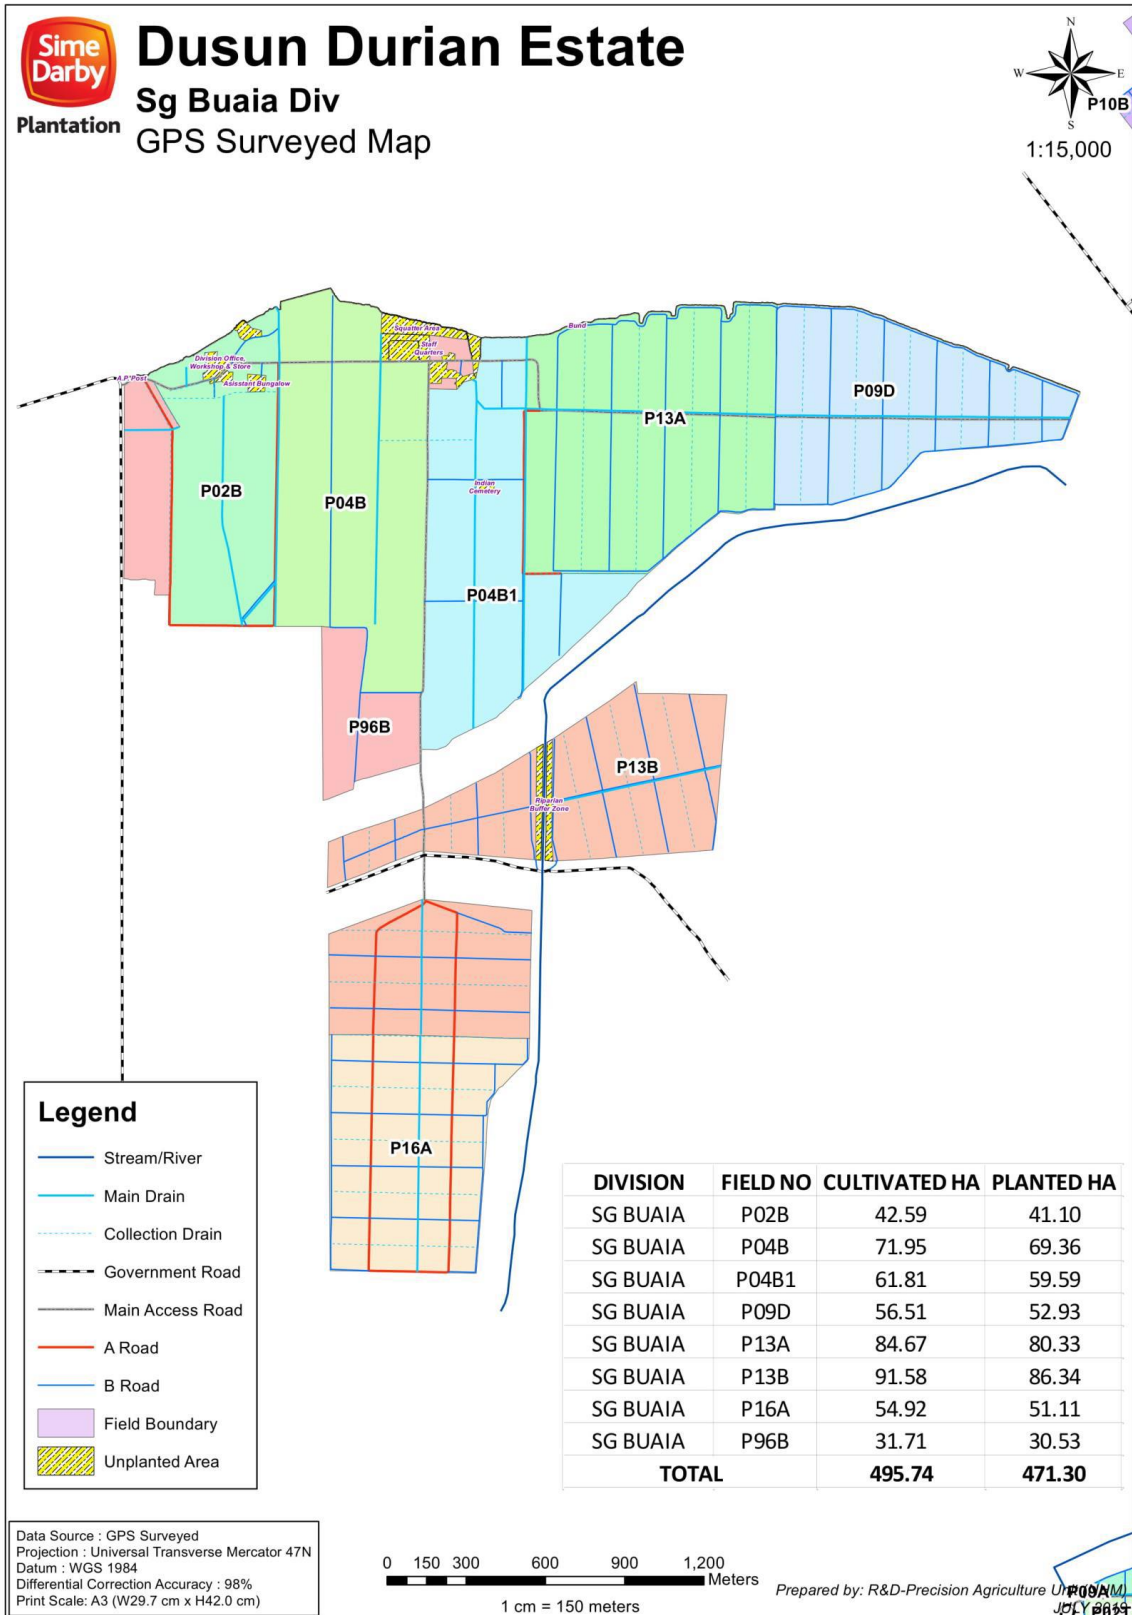 Sime
Darby
Plantation
Dusun Durian Estate
Sg Buaia Div
GPS Surveyed Map
N
W
E
S
P10B
1:15,000
Squatter Area
Staff
Quarters
Bund
Division Office,
Workshop & Store
A.P'Post
Asisstant Bungalow
P09D
P13A
P02B
P04B
Indian
Cemetery
P04B1
P96B
P13B
Riparian
Buffer Zone
P16A
Legend
Stream/River
Main Drain
Collection Drain
Government Road
Main Access Road
A Road
B Road
Field Boundary
Unplanted Area
DIVISION FIELD NO CULTIVATED HA PLANTED HA
SG BUAIA P02B 42.59 41.10
SG BUAIA P04B 71.95 69.36
SG BUAIA P04B1 61.81 59.59
SG BUAIA P09D 56.51 52.93
SG BUAIA P13A 84.67 80.33
SG BUAIA P13B 91.58 86.34
SG BUAIA P16A 54.92 51.11
SG BUAIA P96B 31.71 30.53
TOTAL 495.74 471.30
Data Source : GPS Surveyed
Projection : Universal Transverse Mercator 47N
Datum : WGS 1984
Differential Correction Accuracy : 98%
Print Scale: A3 (W29.7 cm x H42.0 cm)
0 150 300 600 900 1,200
Meters
1 cm = 150 meters
Prepared by: R&D-Precision Agriculture
P09A
JULY 2019